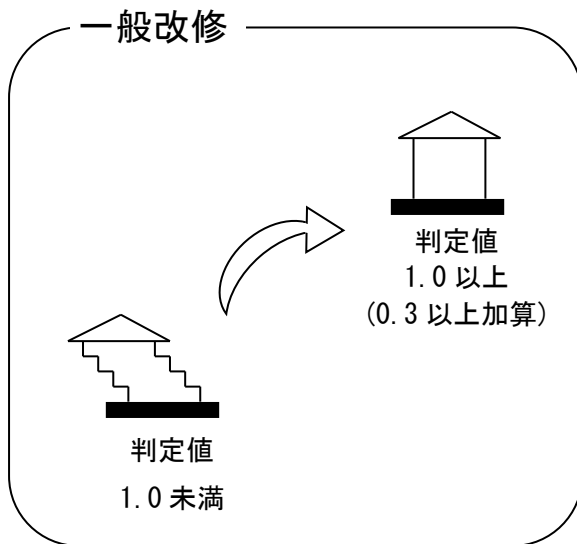 一般改修
判定値
1.0 以上
(0.3 以上加算)
判定値
1.0 未満